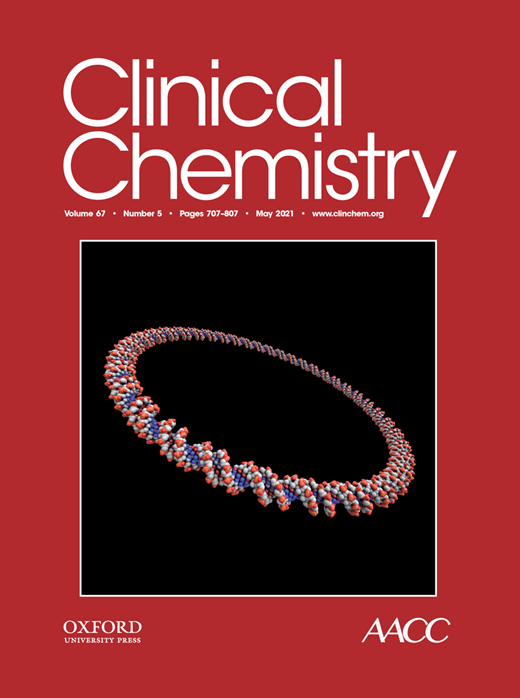 Clinical
Chemistry
Volume 67 • Number 5 • Pages 707-807 • May 2021 • www.clinchem.org
OXFORD
UNIVERSITY PRESS
AACC